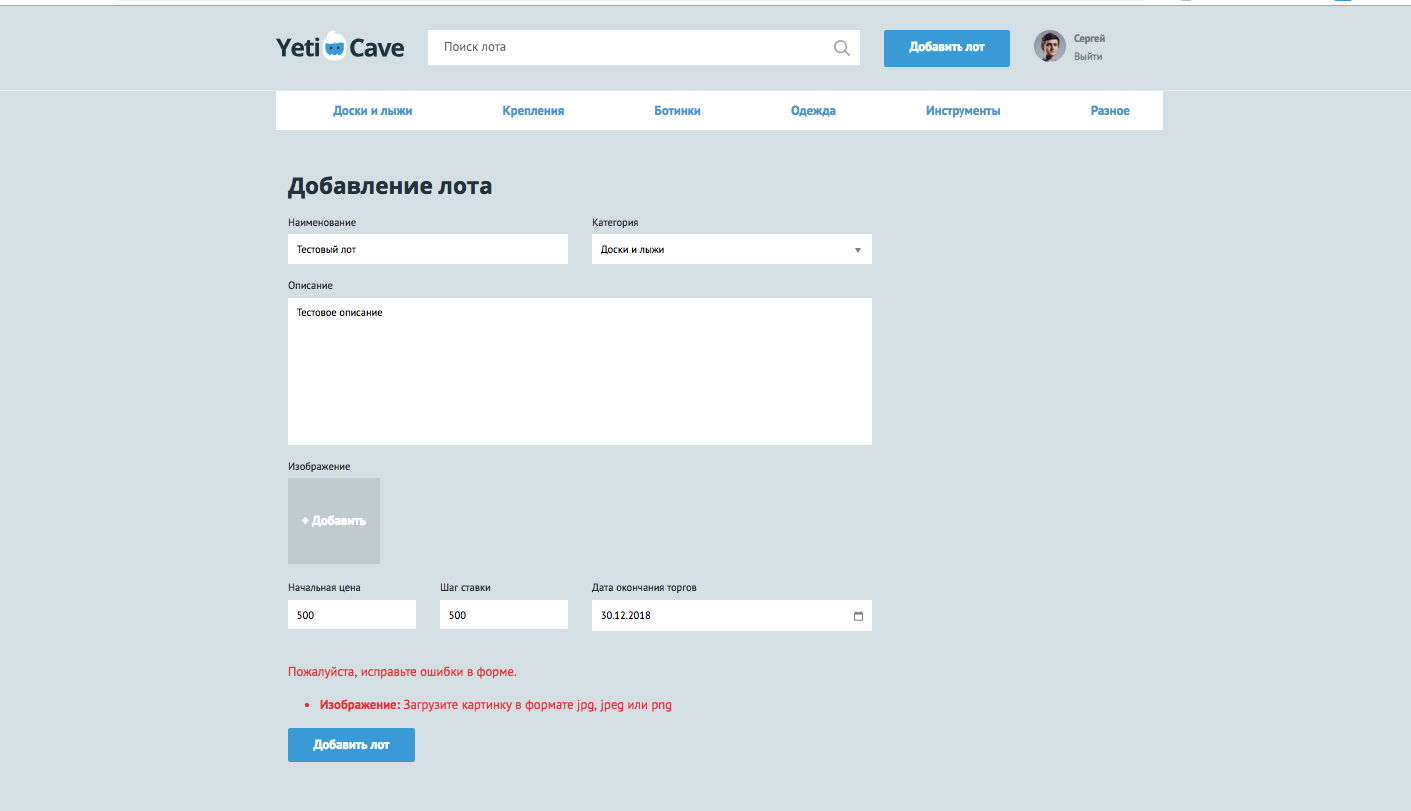 Yeti Cave
Поиск лота
Добавить лот
Сергей
Выйти
Доски и лыжи
Крепления
Ботинки
Одежда
Инструменты
Разное
Добавление лота
Наименование
Категория
Тестовый лот
Доски и лыжи
Описание
Тестовое описание
Изображение
+ Добавить
Начальная цена
Шаг ставки
Дата окончания торгов
500
500
30.12.2018
Пожалуйста, исправьте ошибки в форме.
• Изображение: Загрузите картинку в формате jpg, jpeg или png
Добавить лот